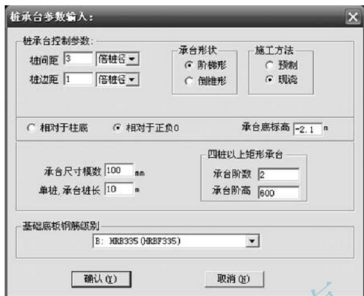 桩承台参数输入：
桩承台控制参数：
桩间距 3 倍桩径
桩边距 1 倍桩径
承台形状
阶梯形
倒锥形
施工方法
预制
现浇
相对于柱底 相对于正负0 承台底标高 -2.1 m
承台尺寸模数 100 mm
单桩,承台桩长 10 m
四桩以上矩形承台
承台阶数 2
承台阶高 600
基础底板钢筋级别
B: HRB335(HRBF335)
确认(Y) 取消(N)